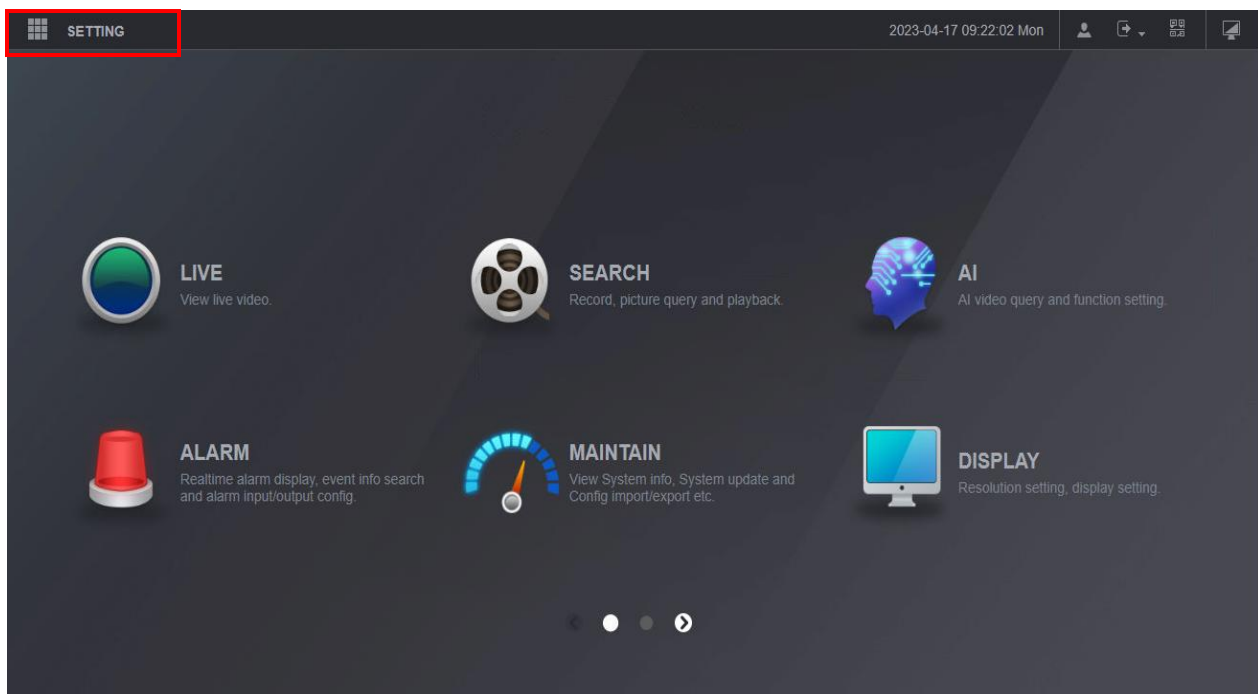 SETTING
2023-04-17 09:22:02 Mon
LIVE
View live video.
SEARCH
Record, picture query and playback.
AI
AI video query and function setting.
ALARM
Realtime alarm display, event info search
and alarm input/output config.
MAINTAIN
View System info, System update and
Config import/export etc.
DISPLAY
Resolution setting, display setting.